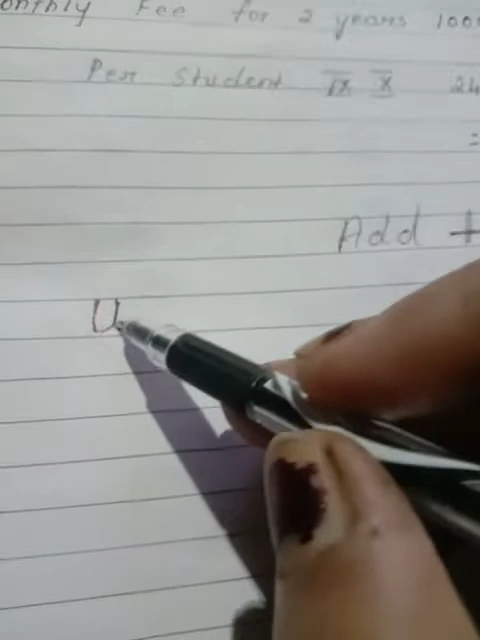 onthly Fee for 2 years 100
Per Student IX X 24
=
Add +
U